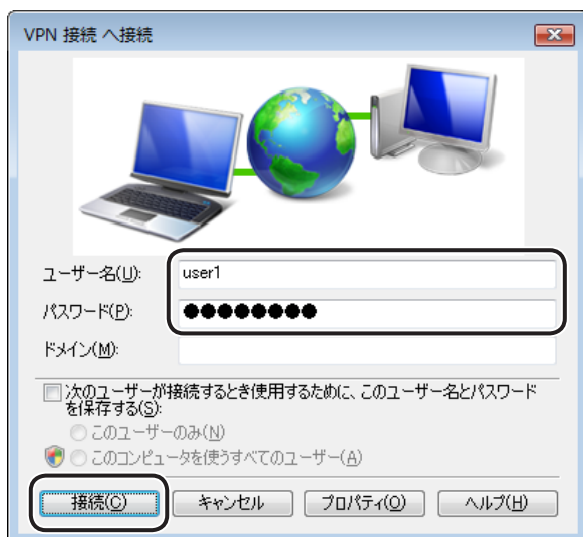 VPN 接続 へ接続
ユーザー名(U):
user1
パスワード(P):
●●●●●●●●
ドメイン(M):
次のユーザーが接続するとき使用するために、このユーザー名とパスワード
を保存する(S):
このユーザーのみ(N)
このコンピュータを使うすべてのユーザー(A)
接続(C)
キャンセル
プロパティ(O)
ヘルプ(H)